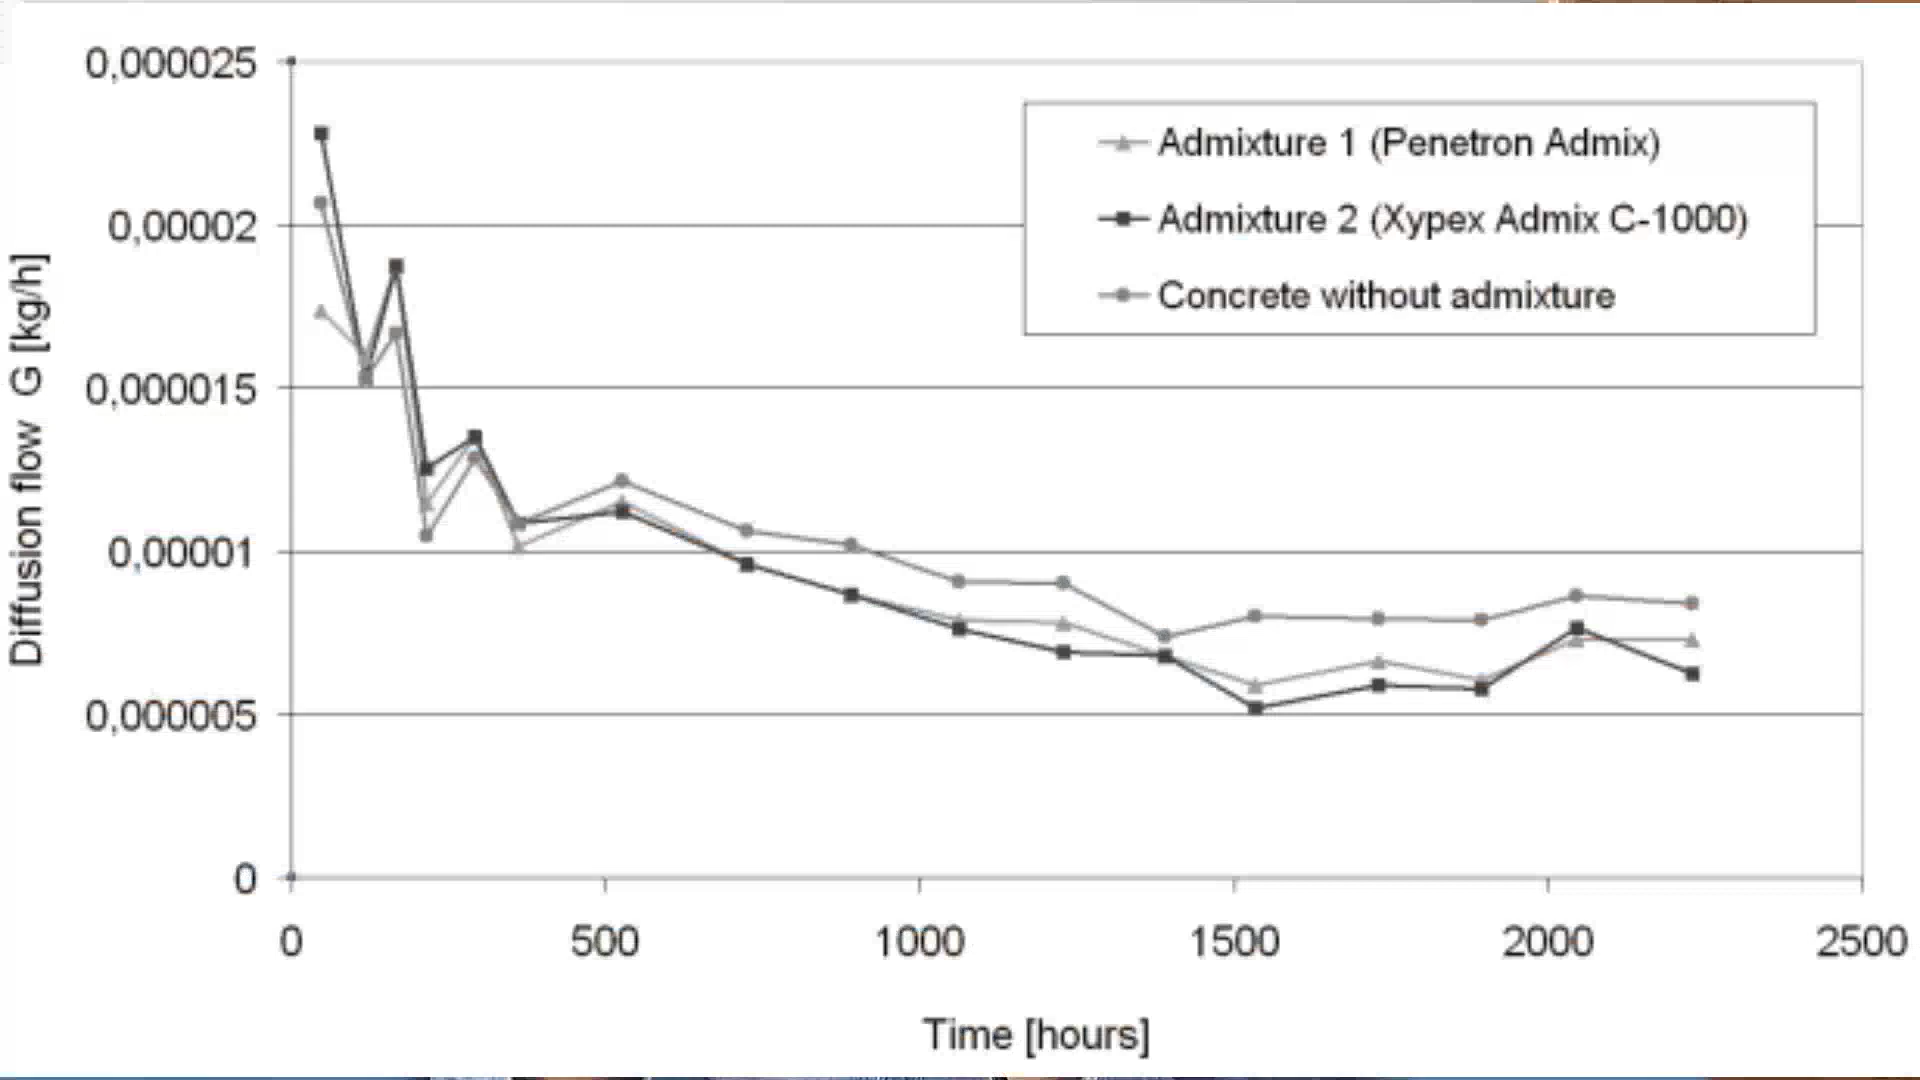 0,000025
0,00002
0,000015
0,00001
0,000005
0
Diffusion flow G [kg/h]
Admixture 1 (Penetron Admix)
Admixture 2 (Xypex Admix C-1000)
Concrete without admixture
0 500 1000 1500 2000 2500
Time [hours]